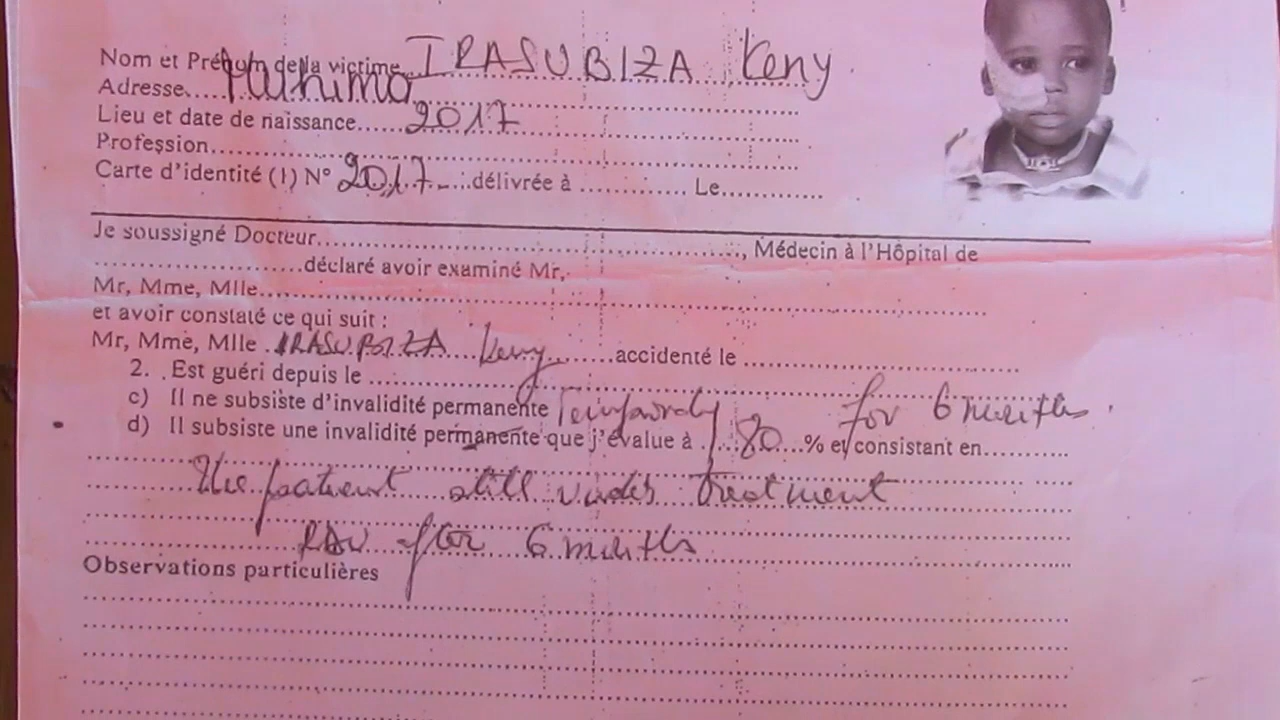 Nom et Prénom de la victime...IRASUBIZA Keny
Adresse.....
Lieu et date de naissance......2017
Profession...
Carte d'identité (1) N° 2017......délivrée à ............. Le............
Je soussigné Docteur..............................................................., Médecin à l'Hôpital de
..........................déclaré avoir examiné Mr,.
Mr, Mme, Mlle...
et avoir constaté ce qui suit :
Mr, Mme, Mlle .IRASUBIZA....Keny.........accidenté le ...
2. Est guéri depuis le ...
c) Il ne subsiste d'invalidité permanente for 6 months
d) Il subsiste une invalidité permanente que j'évalue à ...80...% et consistant en............
The patient still under treatment
RDV after 6 months
Observations particulières